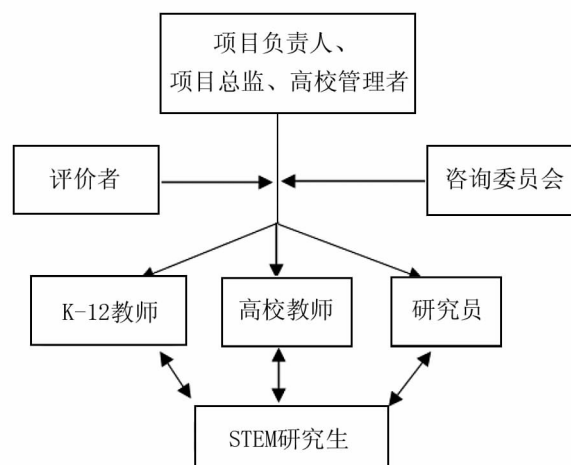 项目负责人、
项目总监、高校管理者
评价者
咨询委员会
K-12教师
高校教师
研究员
STEM研究生